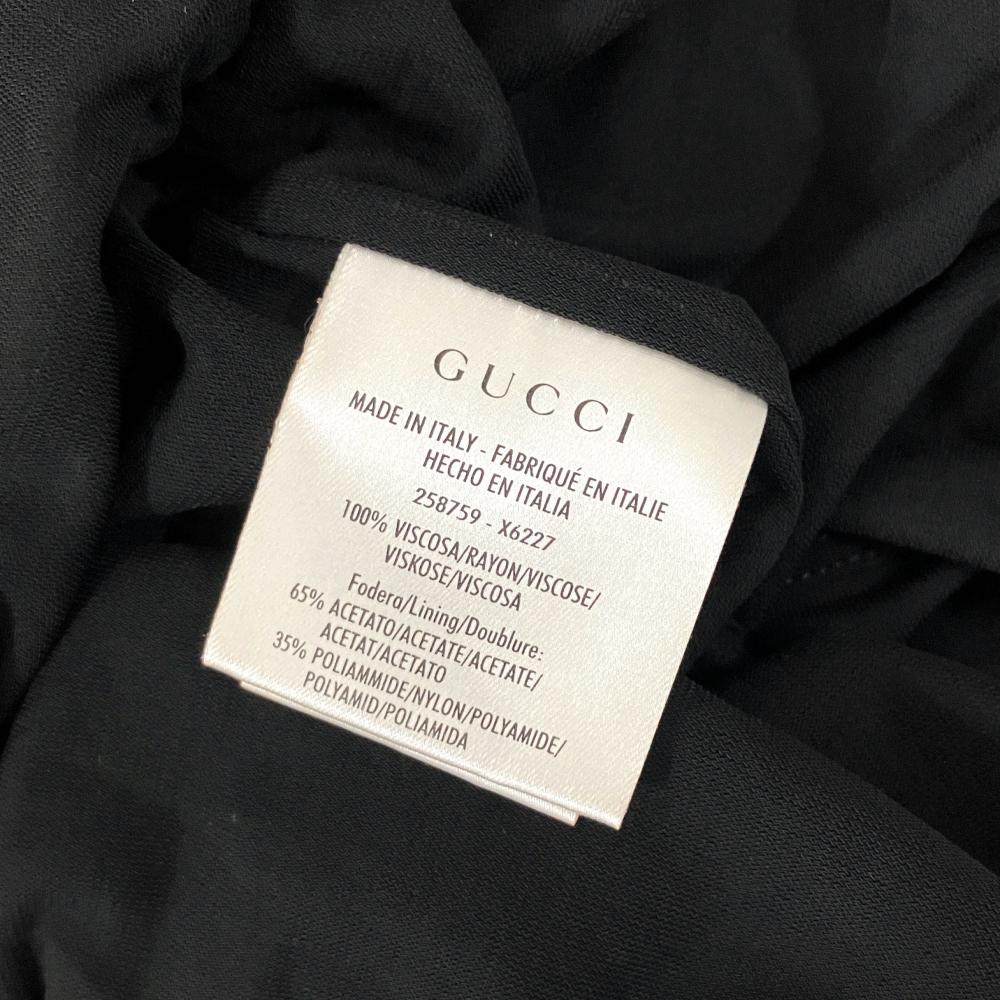 GUCCI
MADE IN ITALY - FABRIQUÉ EN ITALIE
HECHO EN ITALIA
258759 - X6227
100% VISCOSA/RAYON/VISCOSE/
VISKOSE/VISCOSA
Fodera/Lining/Doublure:
65% ACETATO/ACETATE/ACETATE/
ACETAT/ACETATO
35% POLIAMMIDE/NYLON/POLYAMIDE/
POLYAMID/POLIAMIDA